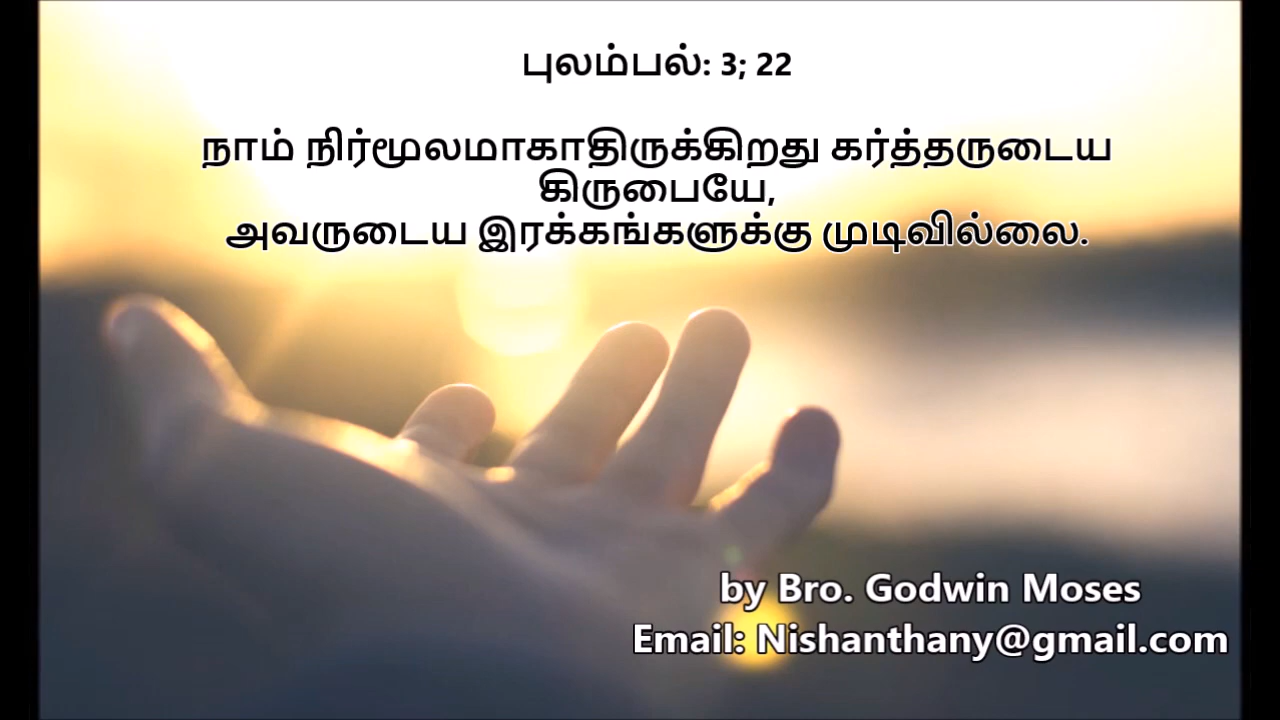 புலம்பல்: 3; 22
நாம் நிர்மூலமாகாதிருக்கிறது கர்த்தருடைய
கிருபையே,
அவருடைய இரக்கங்களுக்கு முடிவில்லை.
by Bro. Godwin Moses
Email: Nishanthany@gmail.com